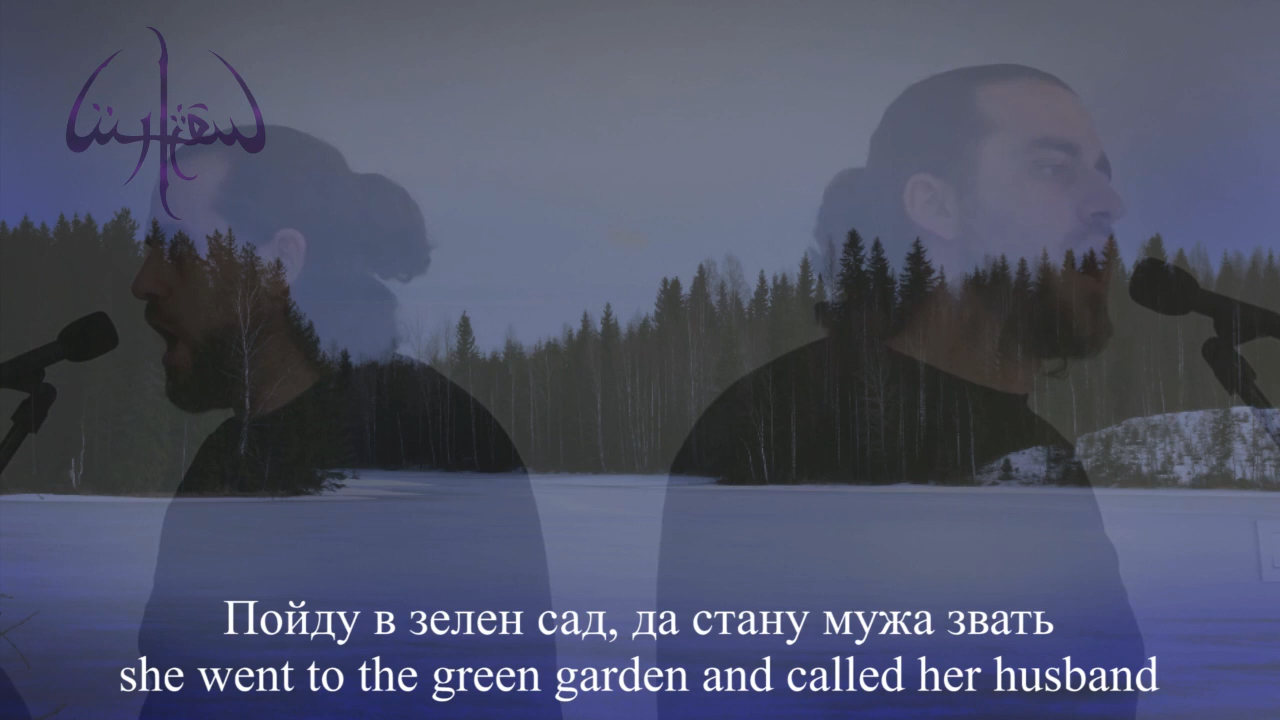 Пойду в зелен сад, да стану мужа звать
she went to the green garden and called her husband